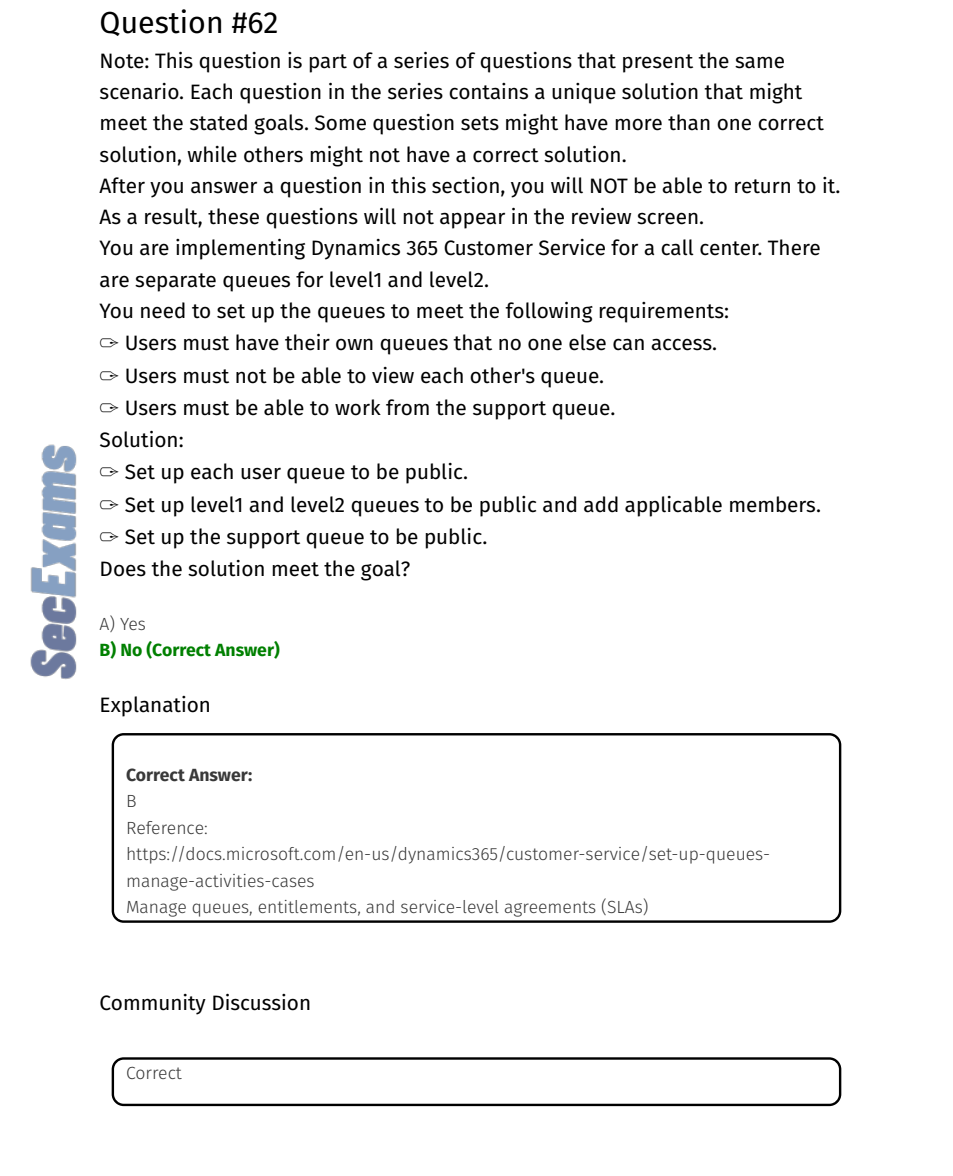 Question #62
Note: This question is part of a series of questions that present the same
scenario. Each question in the series contains a unique solution that might
meet the stated goals. Some question sets might have more than one correct
solution, while others might not have a correct solution.
After you answer a question in this section, you will NOT be able to return to it.
As a result, these questions will not appear in the review screen.
You are implementing Dynamics 365 Customer Service for a call center. There
are separate queues for level1 and level2.
You need to set up the queues to meet the following requirements:
✑ Users must have their own queues that no one else can access.
✑ Users must not be able to view each other's queue.
✑ Users must be able to work from the support queue.
Solution:
✑ Set up each user queue to be public.
✑ Set up level1 and level2 queues to be public and add applicable members.
✑ Set up the support queue to be public.
Does the solution meet the goal?
A) Yes
B) No (Correct Answer)
Explanation
Correct Answer:
B
Reference:
https://docs.microsoft.com/en-us/dynamics365/customer-service/set-up-queues-
manage-activities-cases
Manage queues, entitlements, and service-level agreements (SLAs)
Community Discussion
Correct
SecExams